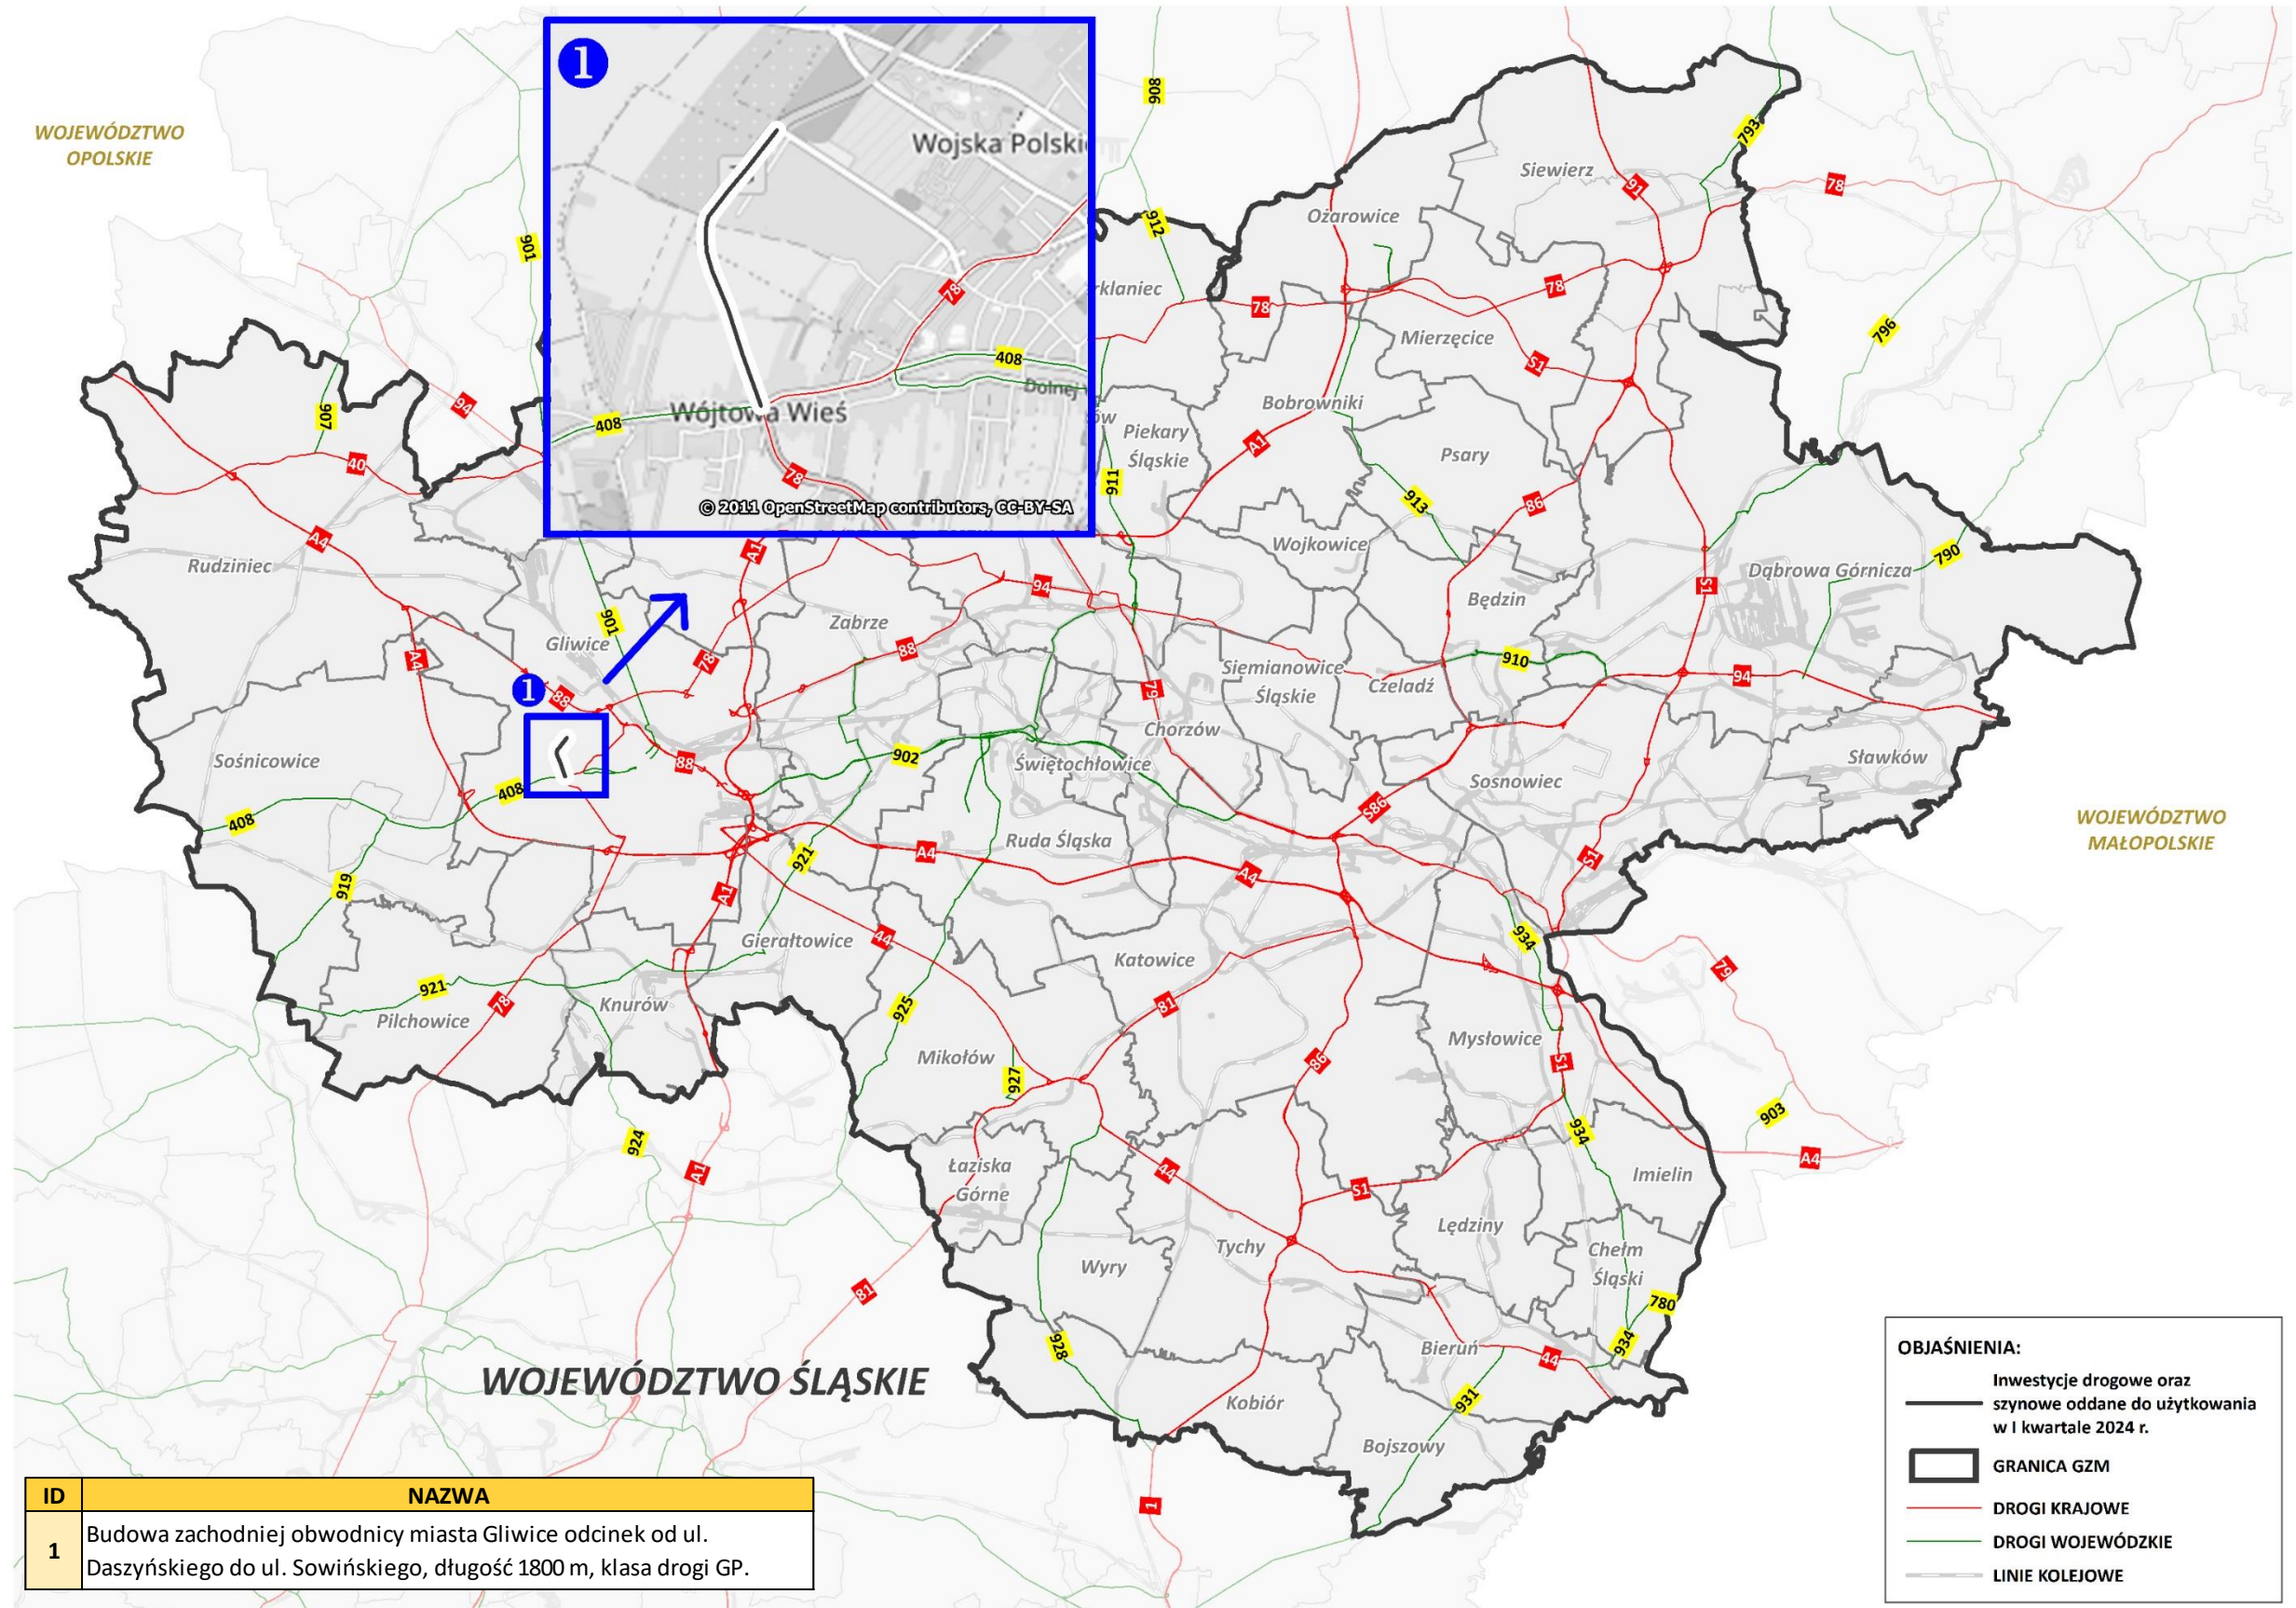 1
Wojska Polski
78
408
Dolnej
Wójtowa Wieś
408
78
© 2011 OpenStreetMap contributors, CC-BY-SA
WOJEWÓDZTWO
OPOLSKIE
908
793
Siewierz
91
78
901
912
Ożarowice
rklaniec
78
78
796
Mierzęcice
S1
907
94
Bobrowniki
ów
Piekary
Śląskie
A1
Psary
40
911
913
86
A4
A1
Wojkowice
790
Rudziniec
94
S1
Dąbrowa Górnicza
Będzin
901
Zabrze
Gliwice
88
78
A4
Siemianowice
Śląskie
910
94
Czeladź
1
88
79
Chorzów
Sośnicowice
88
902
Świętochłowice
Sławków
Sosnowiec
408
408
S86
WOJEWÓDZTWO
MAŁOPOLSKIE
Ruda Śląska
921
A4
A4
S1
919
A1
Gierałtowice
44
934
Katowice
79
921
78
Knurów
925
81
Pilchowice
Mysłowice
Mikołów
927
86
S1
903
924
934
A1
Łaziska
Górne
44
Imielin
A4
S1
Lędziny
Tychy
Chełm
Śląski
Wyry
81
780
928
Bieruń
44
934
WOJEWÓDZTWO ŚLĄSKIE
Kobiór
931
Bojszowy
1
OBJAŚNIENIA:
Inwestycje drogowe oraz
szynowe oddane do użytkowania
w I kwartale 2024 r.
GRANICA GZM
DROGI KRAJOWE
DROGI WOJEWÓDZKIE
LINIE KOLEJOWE
ID NAZWA
1 Budowa zachodniej obwodnicy miasta Gliwice odcinek od ul.
Daszyńskiego do ul. Sowińskiego, długość 1800 m, klasa drogi GP.